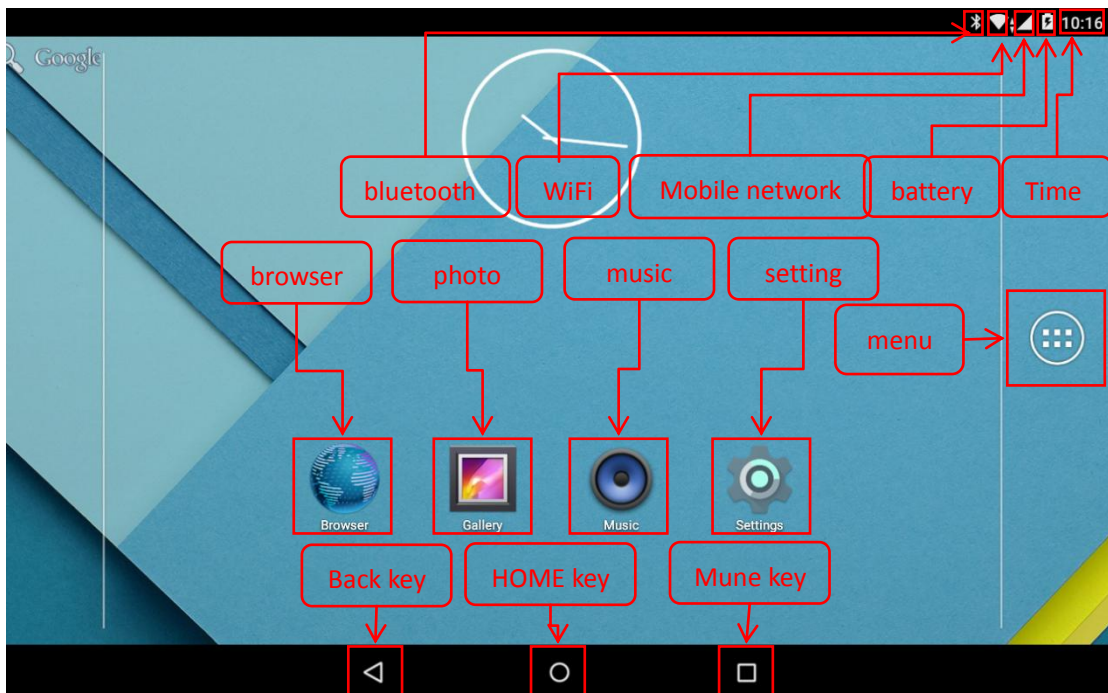 10:16
Google
bluetooth
WiFi
Mobile network
battery
Time
browser
photo
music
setting
menu
Browser
Gallery
Music
Settings
Back key
HOME key
Mune key